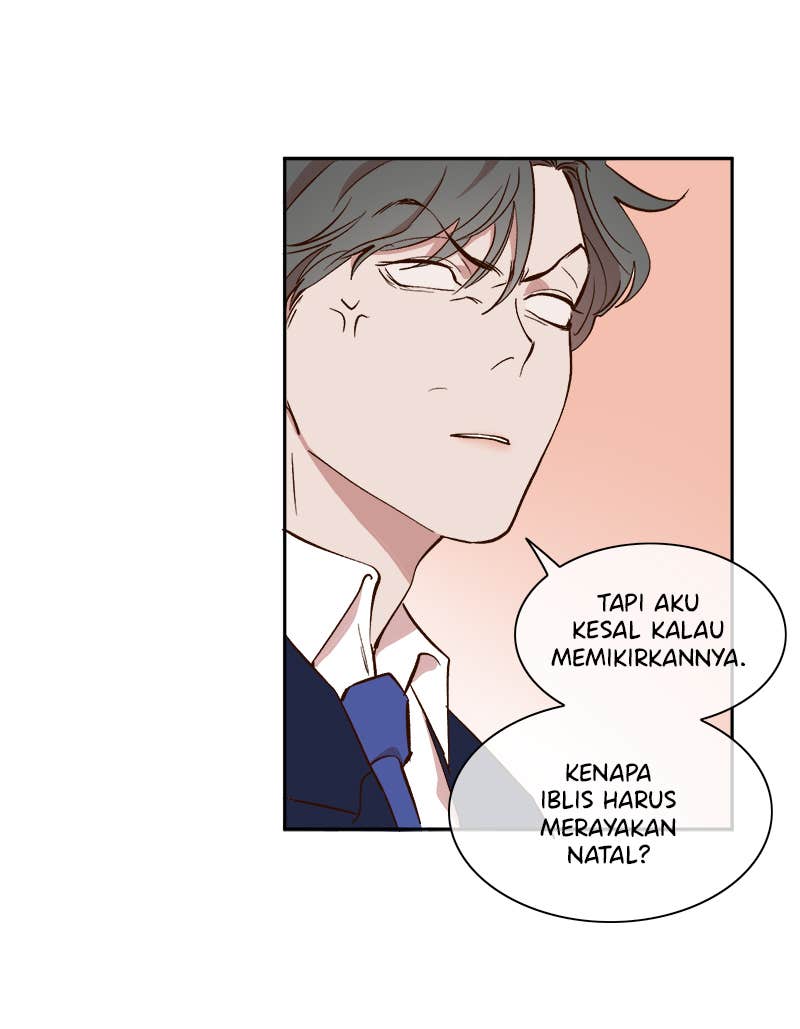 TAPI AKU
KESAL KALAU
MEMIKIRKANNYA.
KENAPA
IBLIS HARUS
MERAYAKAN
NATAL?